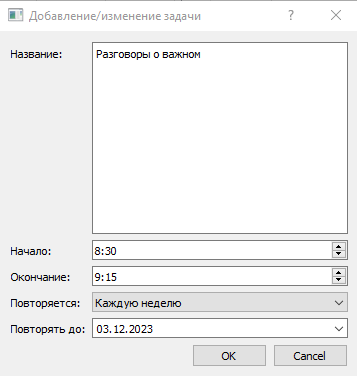 Добавление/изменение задачи
Название:
Разговоры о важном
Начало:
8:30
Окончание:
9:15
Повторяется:
Каждую неделю
Повторять до:
03.12.2023
OK
Cancel